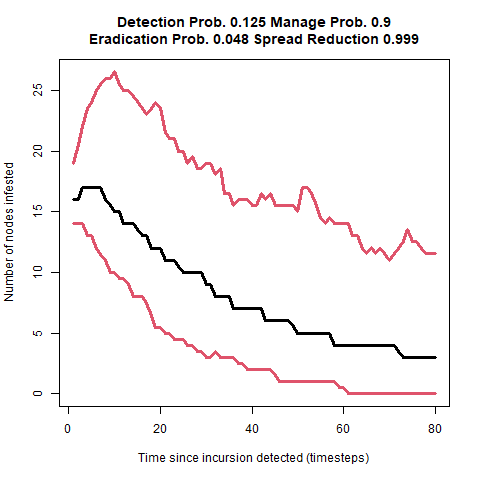 Detection Prob. 0.125 Manage Prob. 0.9
Eradication Prob. 0.048 Spread Reduction 0.999
Number of nodes infested
25
20
15
10
5
0
0 20 40 60 80
Time since incursion detected (timesteps)